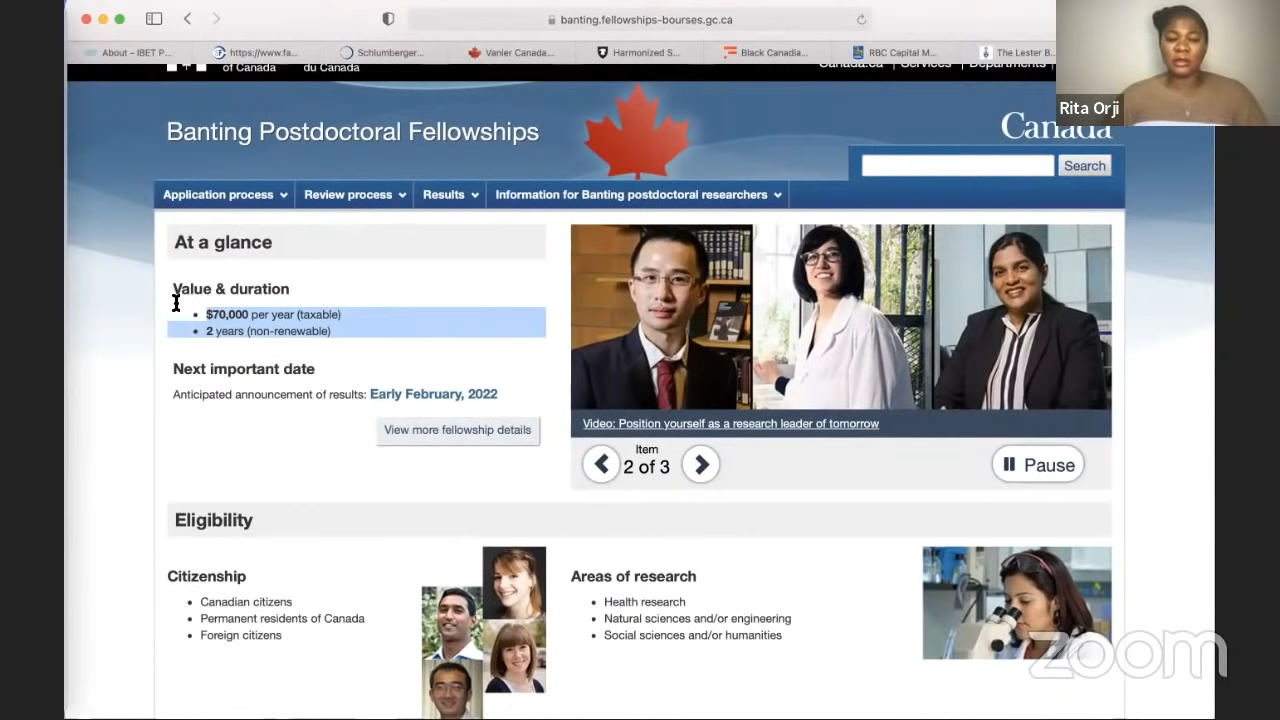 banting.fellowships-bourses.gc.ca
About – IBET P...
https://www.fa...
Schlumberger...
Vanier Canada...
Harmonized S...
Black Canadia...
RBC Capital M...
The Lester B...
of Canada
du Canada
Canada.ca | Services | Departments
Rita Orji
Banting Postdoctoral Fellowships
Canada
Search
Application process
Review process
Results
Information for Banting postdoctoral researchers
At a glance
Value & duration
• $70,000 per year (taxable)
• 2 years (non-renewable)
Next important date
Anticipated announcement of results: Early February, 2022
View more fellowship details
Video: Position yourself as a research leader of tomorrow
Item
2 of 3
Pause
Eligibility
Citizenship
• Canadian citizens
• Permanent residents of Canada
• Foreign citizens
Areas of research
• Health research
• Natural sciences and/or engineering
• Social sciences and/or humanities
zoom